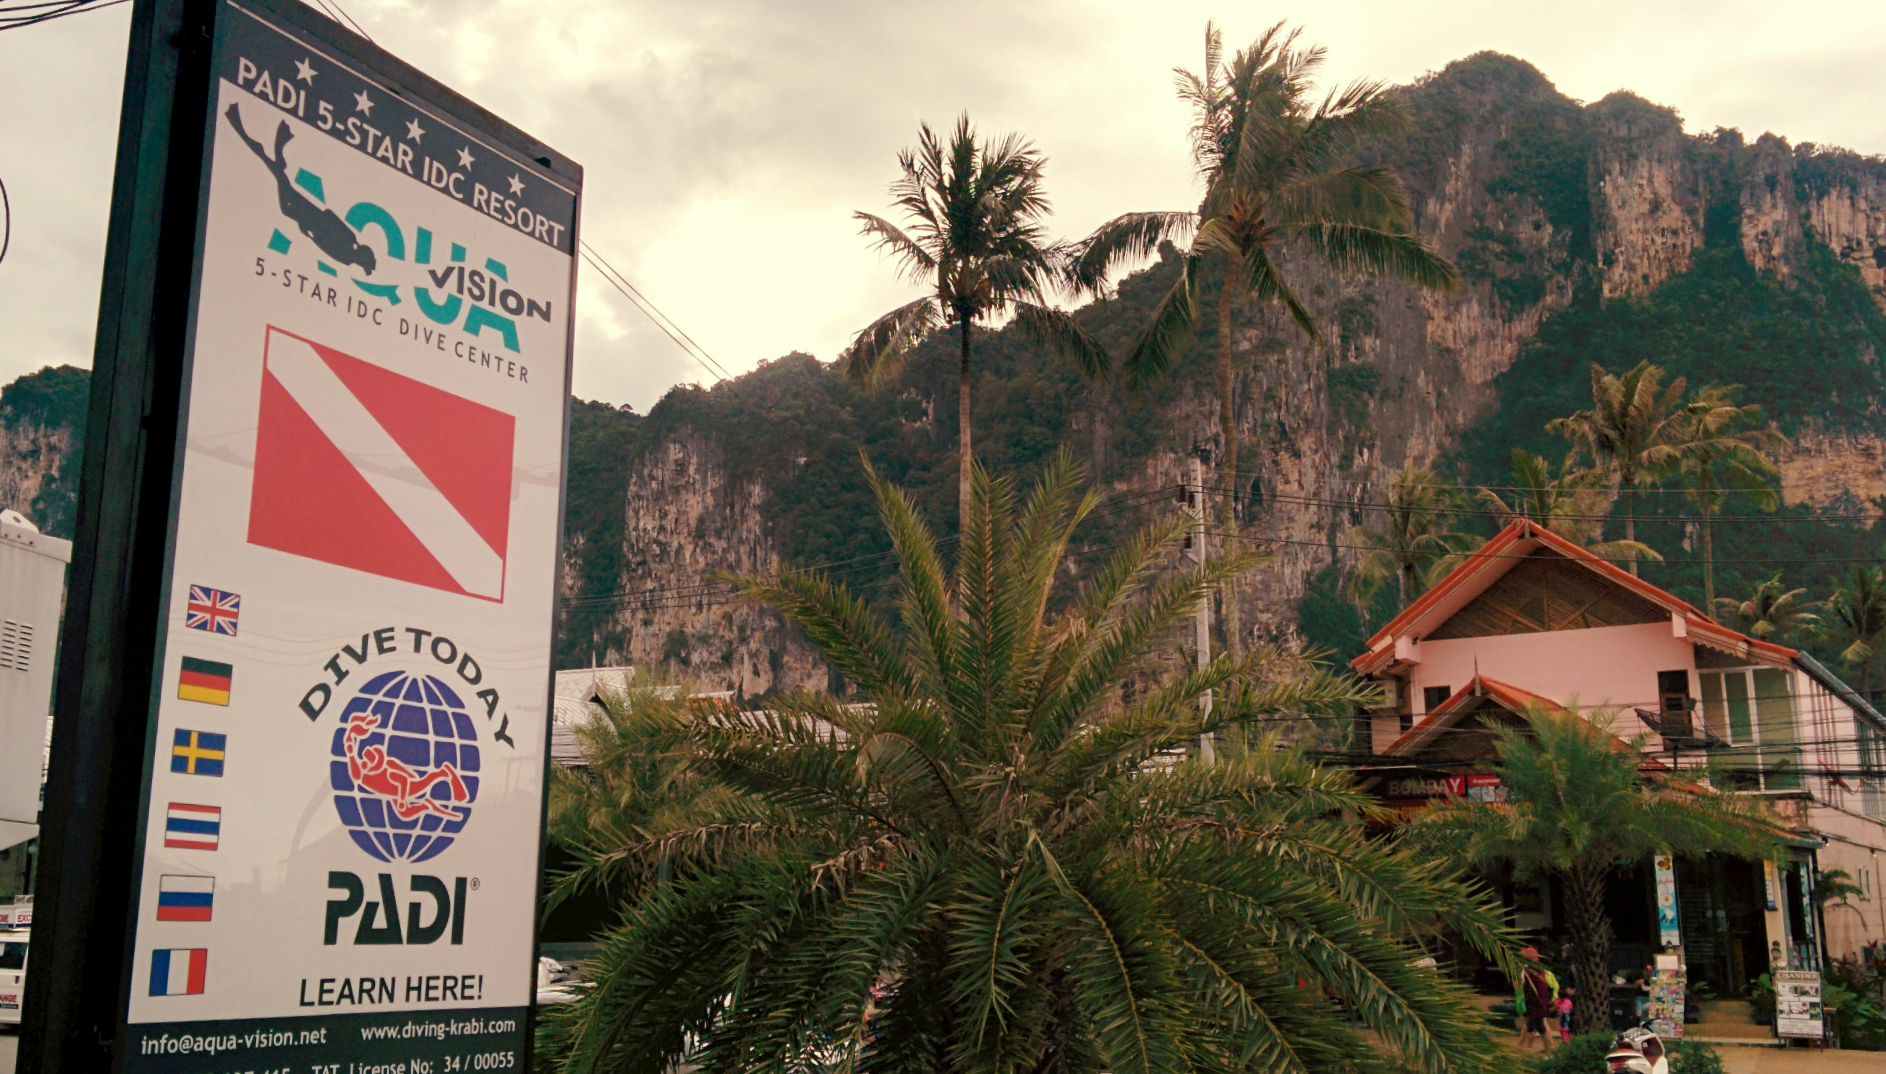 PADI 5-STAR IDC RESORT
AQUA
VISION
5-STAR IDC DIVE CENTER
DIVE TODAY
PADI®
LEARN HERE!
info@aqua-vision.net www.diving-krabi.com
TAT. License No: 34 / 00055
BOMBAY